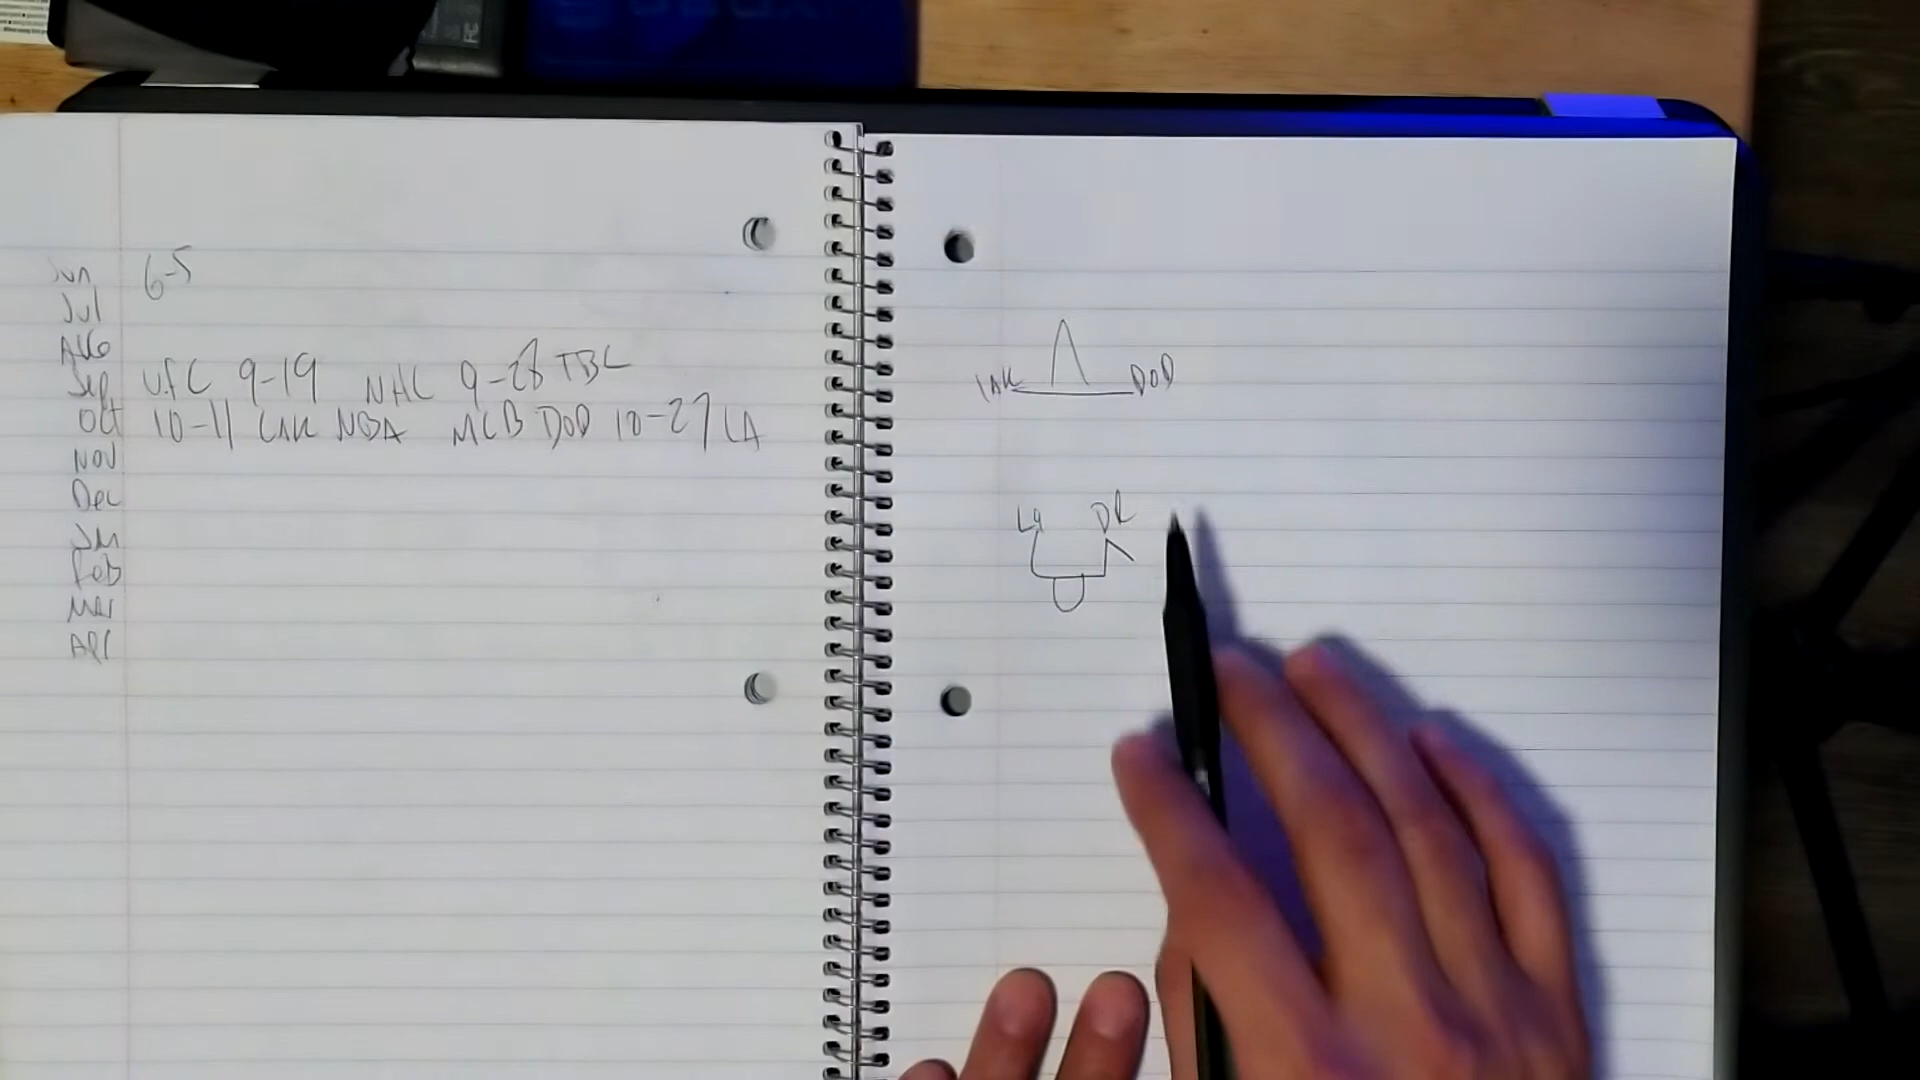 Jun 6-5
Jul
AUG
Sep UFC 9-19 NHL 9-28 TBL
Oct 10-11 LAK NBA MLB DOD 10-27 LA
Nov
Dec
Jan
Feb
Mar
Apr
LAK DOD
LA DR